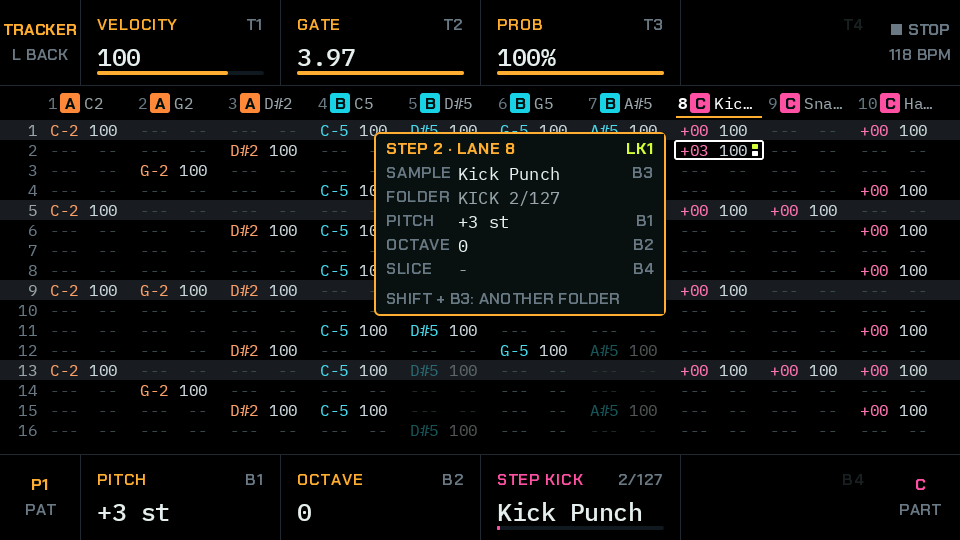 TRACKER
L BACK
VELOCITY T1
100
GATE T2
3.97
PROB T3
100%
T4
STOP
118 BPM
1 A C2 2 A G2 3 A D#2 4 B C5 5 B D#5 6 B G5 7 B A#5 8 C Kic… 9 C Sna… 10 C Ha…
1 C-2 100 --- -- --- -- C-5 100 D#5 100 G-5 100 A#5 100 +00 100 --- -- +00 100
2 --- -- --- -- D#2 100 --- +03 100 --- -- --- --
3 --- -- G-2 100 --- -- --- --- -- --- -- --- --
4 --- -- --- -- --- -- C-5 10 --- -- --- -- +00 100
5 C-2 100 --- -- --- -- --- +00 100 +00 100 --- --
6 --- -- --- -- D#2 100 C-5 10 --- -- --- -- +00 100
7 --- -- --- -- --- -- --- --- -- --- -- --- --
8 --- -- --- -- --- -- C-5 10 --- -- --- -- +00 100
9 C-2 100 G-2 100 D#2 100 --- +00 100 --- -- --- --
10 --- -- --- -- --- -- --- --- -- --- -- --- --
11 --- -- --- -- --- -- C-5 100 D#5 100 --- -- --- -- --- -- --- -- +00 100
12 --- -- --- -- D#2 100 --- -- --- -- G-5 100 A#5 100 --- -- --- -- --- --
13 C-2 100 --- -- --- -- C-5 100 D#5 100 --- -- --- -- +00 100 +00 100 +00 100
14 --- -- G-2 100 --- -- --- -- --- -- --- -- --- -- --- -- --- -- --- --
15 --- -- --- -- D#2 100 C-5 100 --- -- --- -- A#5 100 --- -- --- -- +00 100
16 --- -- --- -- --- -- --- -- D#5 100 --- -- --- -- --- -- --- -- --- --
STEP 2 · LANE 8 LK1
SAMPLE Kick Punch B3
FOLDER KICK 2/127
PITCH +3 st B1
OCTAVE 0 B2
SLICE - B4
SHIFT + B3: ANOTHER FOLDER
P1
PAT
PITCH B1
+3 st
OCTAVE B2
0
STEP KICK 2/127
Kick Punch
B4
C
PART